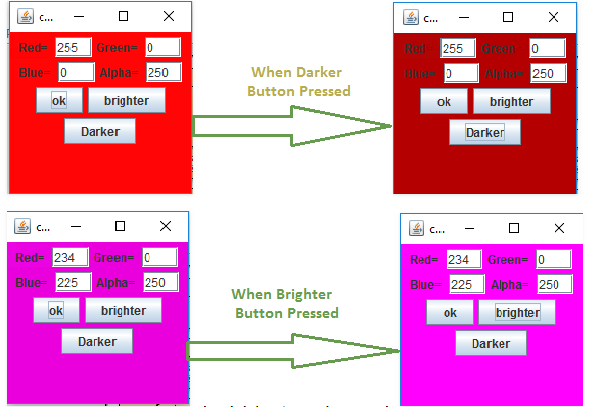 c...
Red= 255 Green= 0
Blue= 0 Alpha= 250
ok brighter
Darker
When Darker
Button Pressed
c...
Red= 255 Green= 0
Blue= 0 Alpha= 250
ok brighter
Darker
c...
Red= 234 Green= 0
Blue= 225 Alpha= 250
ok brighter
Darker
When Brighter
Button Pressed
c...
Red= 234 Green= 0
Blue= 225 Alpha= 250
ok brighter
Darker